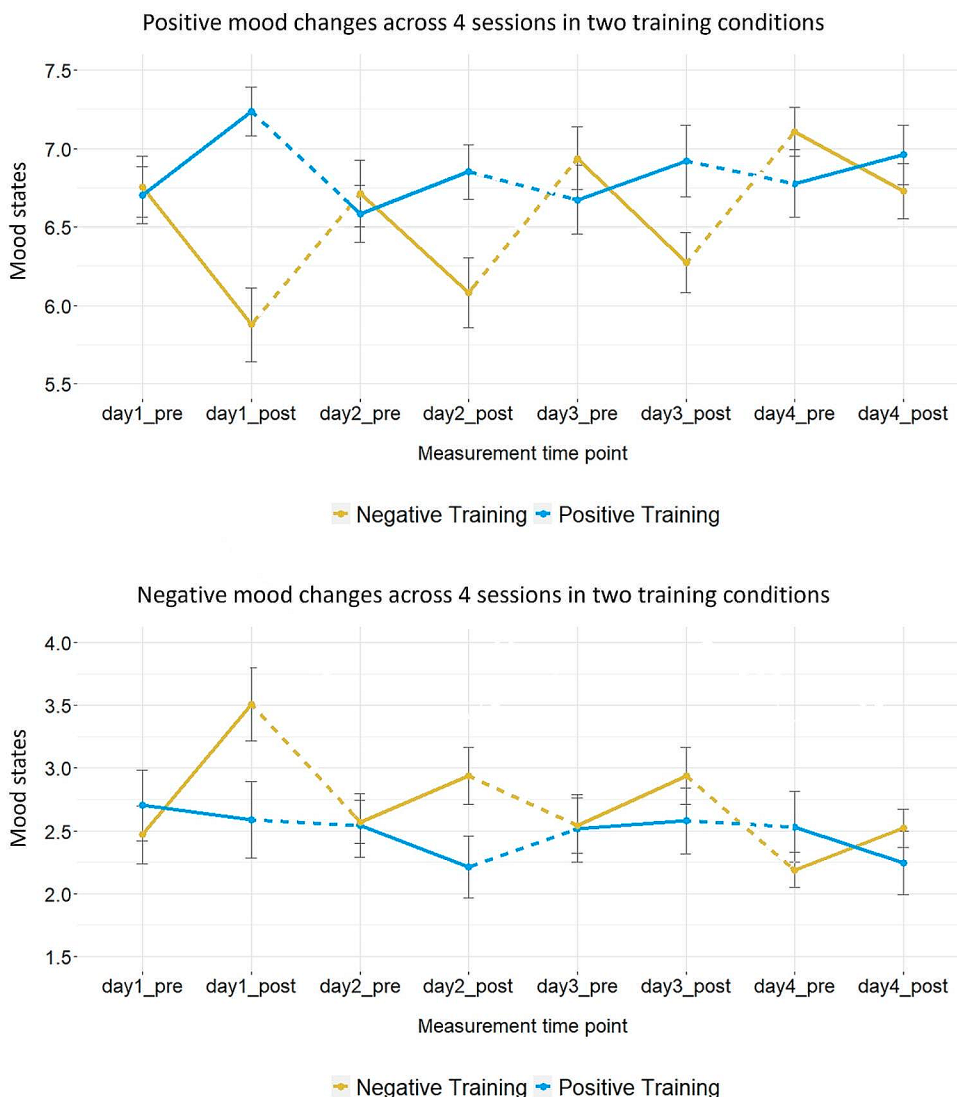 Positive mood changes across 4 sessions in two training conditions
7.5
7.0
6.5
6.0
5.5
Mood states
day1_pre day1_post day2_pre day2_post day3_pre day3_post day4_pre day4_post
Measurement time point
Negative Training Positive Training
Negative mood changes across 4 sessions in two training conditions
4.0
3.5
3.0
2.5
2.0
1.5
Mood states
day1_pre day1_post day2_pre day2_post day3_pre day3_post day4_pre day4_post
Measurement time point
Negative Training Positive Training